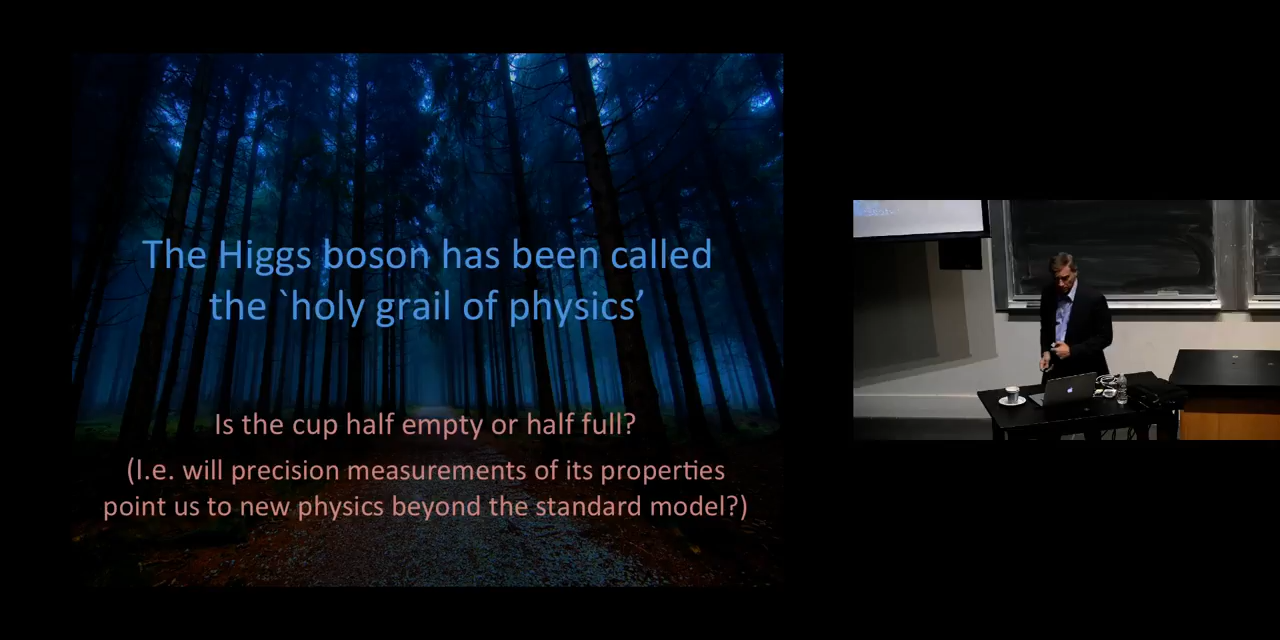 The Higgs boson has been called
the `holy grail of physics’
Is the cup half empty or half full?
(I.e. will precision measurements of its properties
point us to new physics beyond the standard model?)